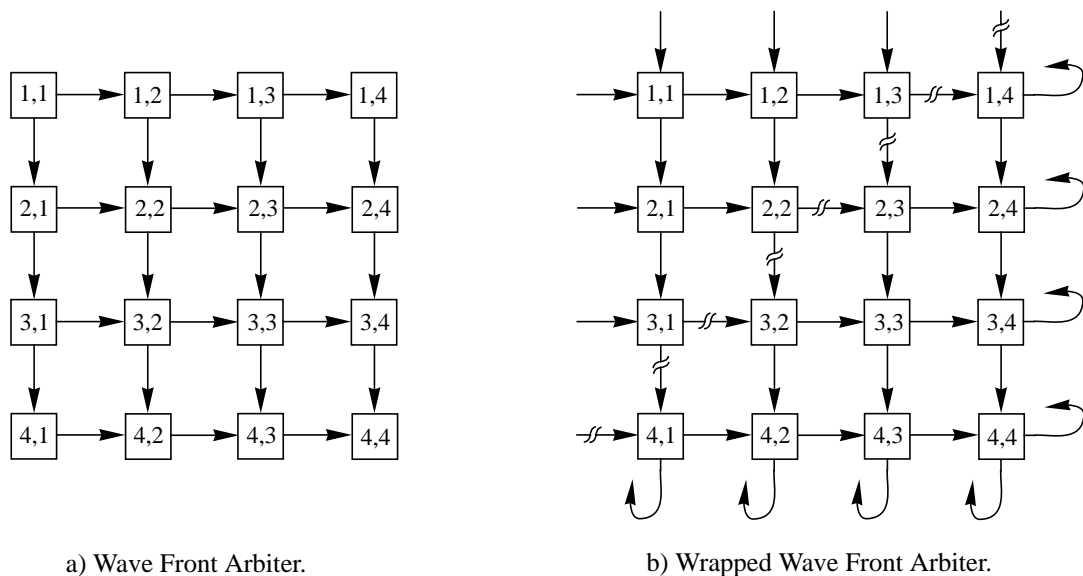 1,1 1,2 1,3 1,4
2,1 2,2 2,3 2,4
3,1 3,2 3,3 3,4
4,1 4,2 4,3 4,4
a) Wave Front Arbiter.
1,1 1,2 1,3 1,4
2,1 2,2 2,3 2,4
3,1 3,2 3,3 3,4
4,1 4,2 4,3 4,4
b) Wrapped Wave Front Arbiter.